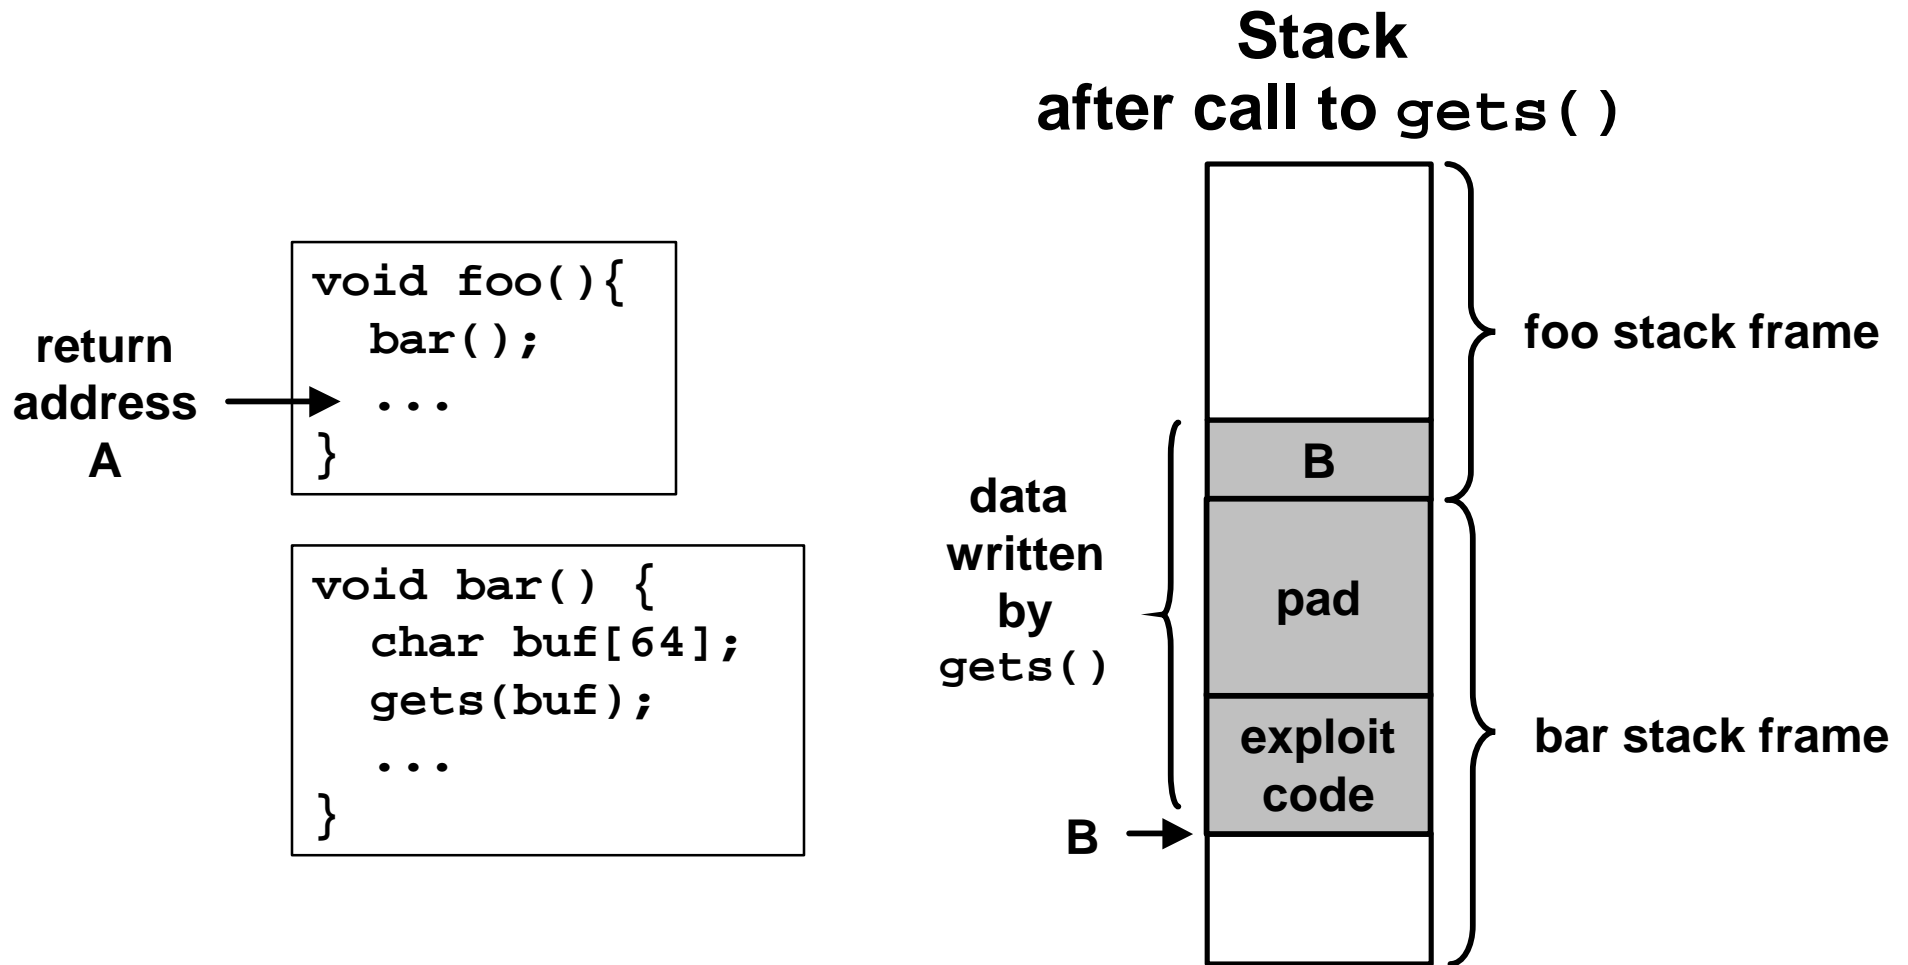 Stack
after call to gets()
return
address
A
void foo(){
  bar();
  ...
}
void bar() {
  char buf[64];
  gets(buf);
  ...
}
data
written
by
gets()
B
B
pad
exploit
code
foo stack frame
bar stack frame